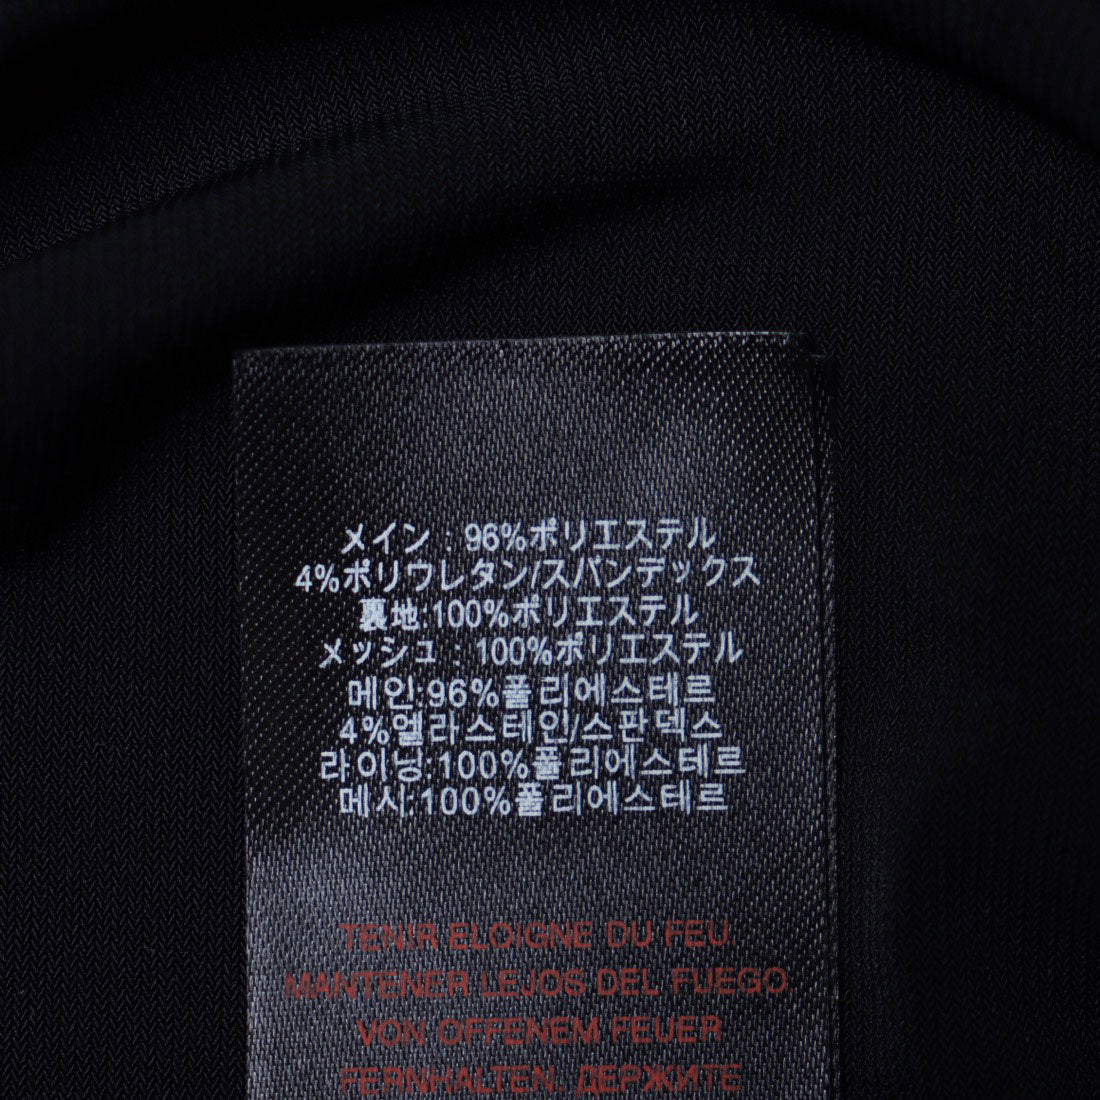 メイン : 96%ポリエステル
4%ポリウレタン/スパンデックス
裏地:100%ポリエステル
メッシュ : 100%ポリエステル
메인:96%폴리에스테르
4%엘라스테인/스판덱스
라이닝:100%폴리에스테르
메시:100%폴리에스테르
TENIR ELOIGNE DU FEU.
MANTENER LEJOS DEL FUEGO
VON OFFENEM FEUER
FERNHALTEN. ДЕРЖИТЕ